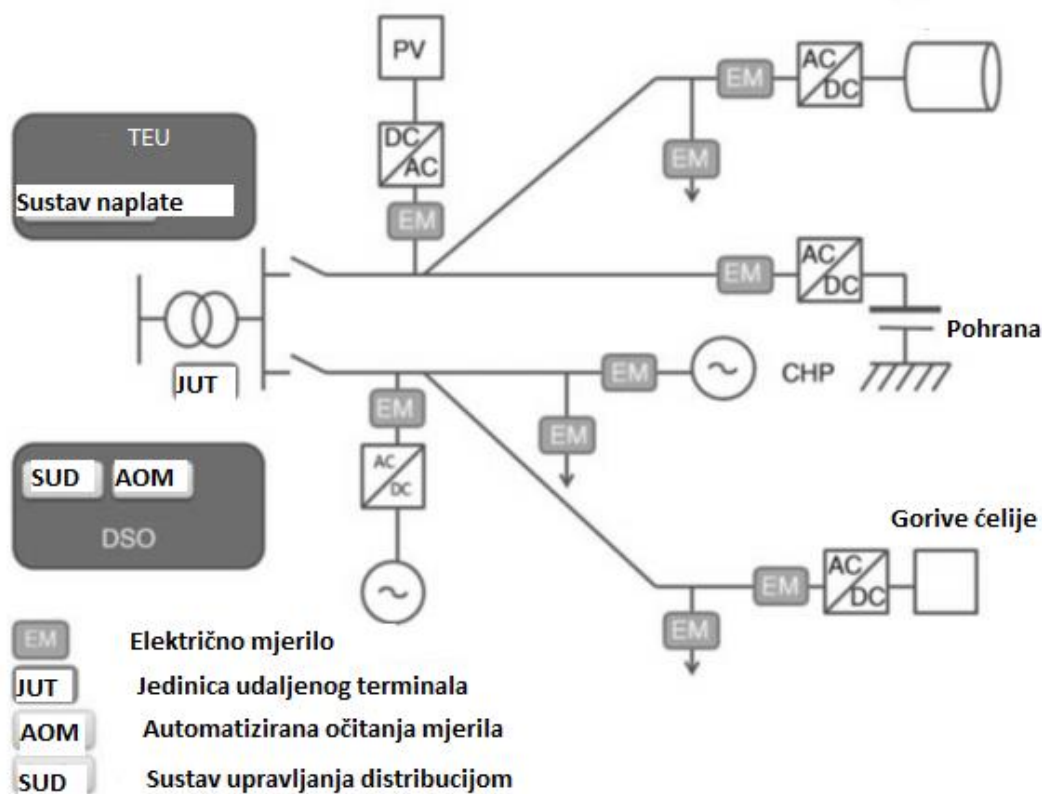 PV
AC
DC
EM
DC
AC
EM
EM
TEU
Sustav naplate
AC
DC
EM
Pohrana
JUT
EM
CHP
EM
EM
AC
DC
SUD AOM
DSO
Gorive ćelije
AC
DC
EM
EM
EM Električno mjerilo
JUT Jedinica udaljenog terminala
AOM Automatizirana očitanja mjerila
SUD Sustav upravljanja distribucijom